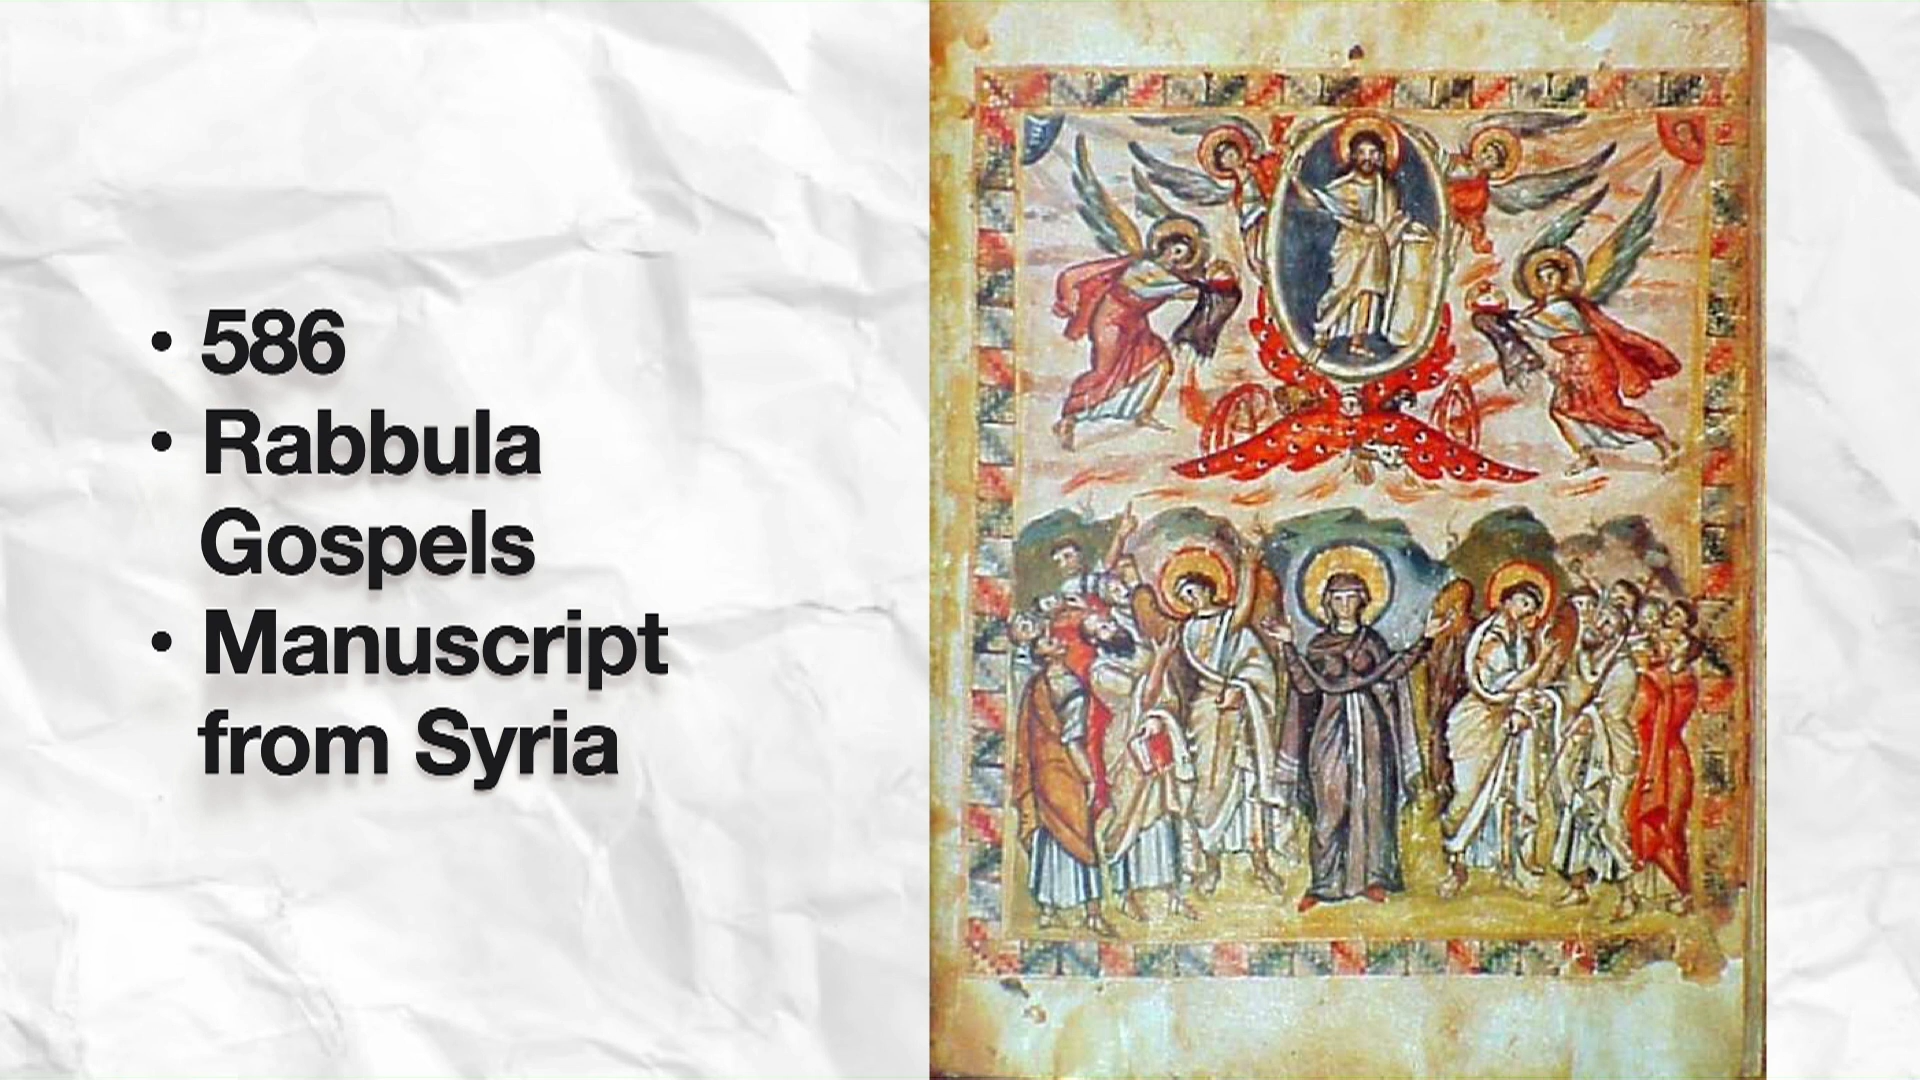 • 586
• Rabbula
Gospels
• Manuscript
from Syria